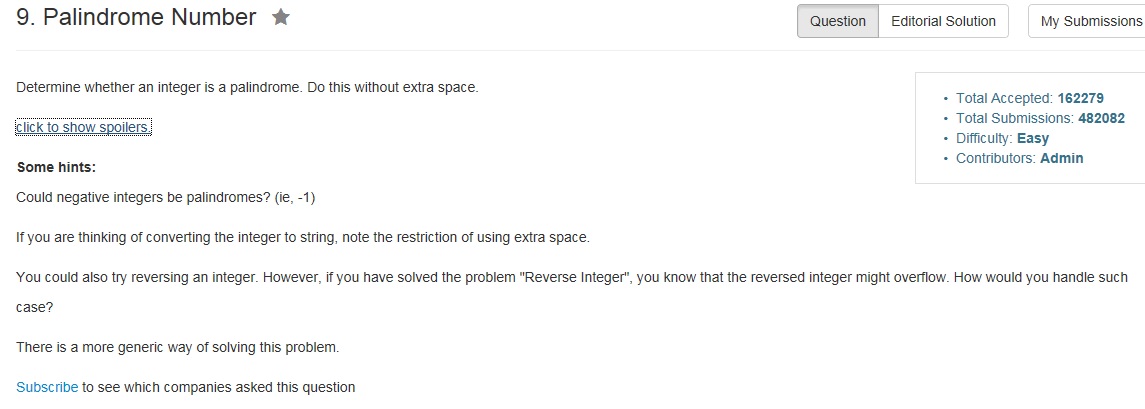 9. Palindrome Number
Question
Editorial Solution
My Submissions
Determine whether an integer is a palindrome. Do this without extra space.
click to show spoilers.
Some hints:
Could negative integers be palindromes? (ie, -1)
If you are thinking of converting the integer to string, note the restriction of using extra space.
You could also try reversing an integer. However, if you have solved the problem "Reverse Integer", you know that the reversed integer might overflow. How would you handle such
case?
There is a more generic way of solving this problem.
Subscribe to see which companies asked this question
• Total Accepted: 162279
• Total Submissions: 482082
• Difficulty: Easy
• Contributors: Admin